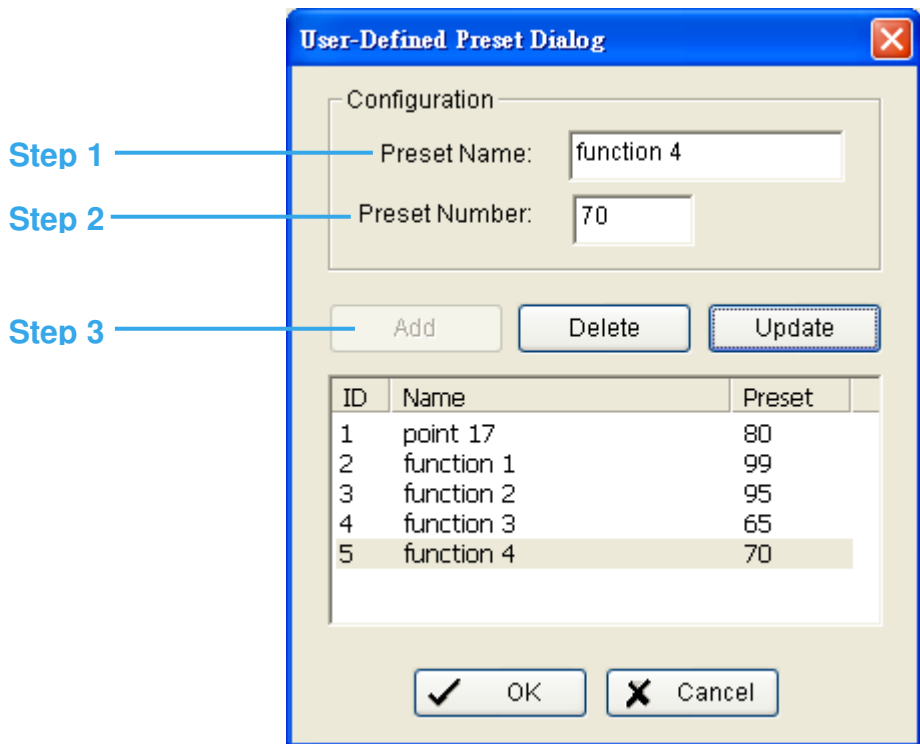 User-Defined Preset Dialog
Configuration
Step 1 Preset Name: function 4
Step 2 Preset Number: 70
Step 3 Add Delete Update
ID Name Preset
1 point 17 80
2 function 1 99
3 function 2 95
4 function 3 65
5 function 4 70
OK Cancel